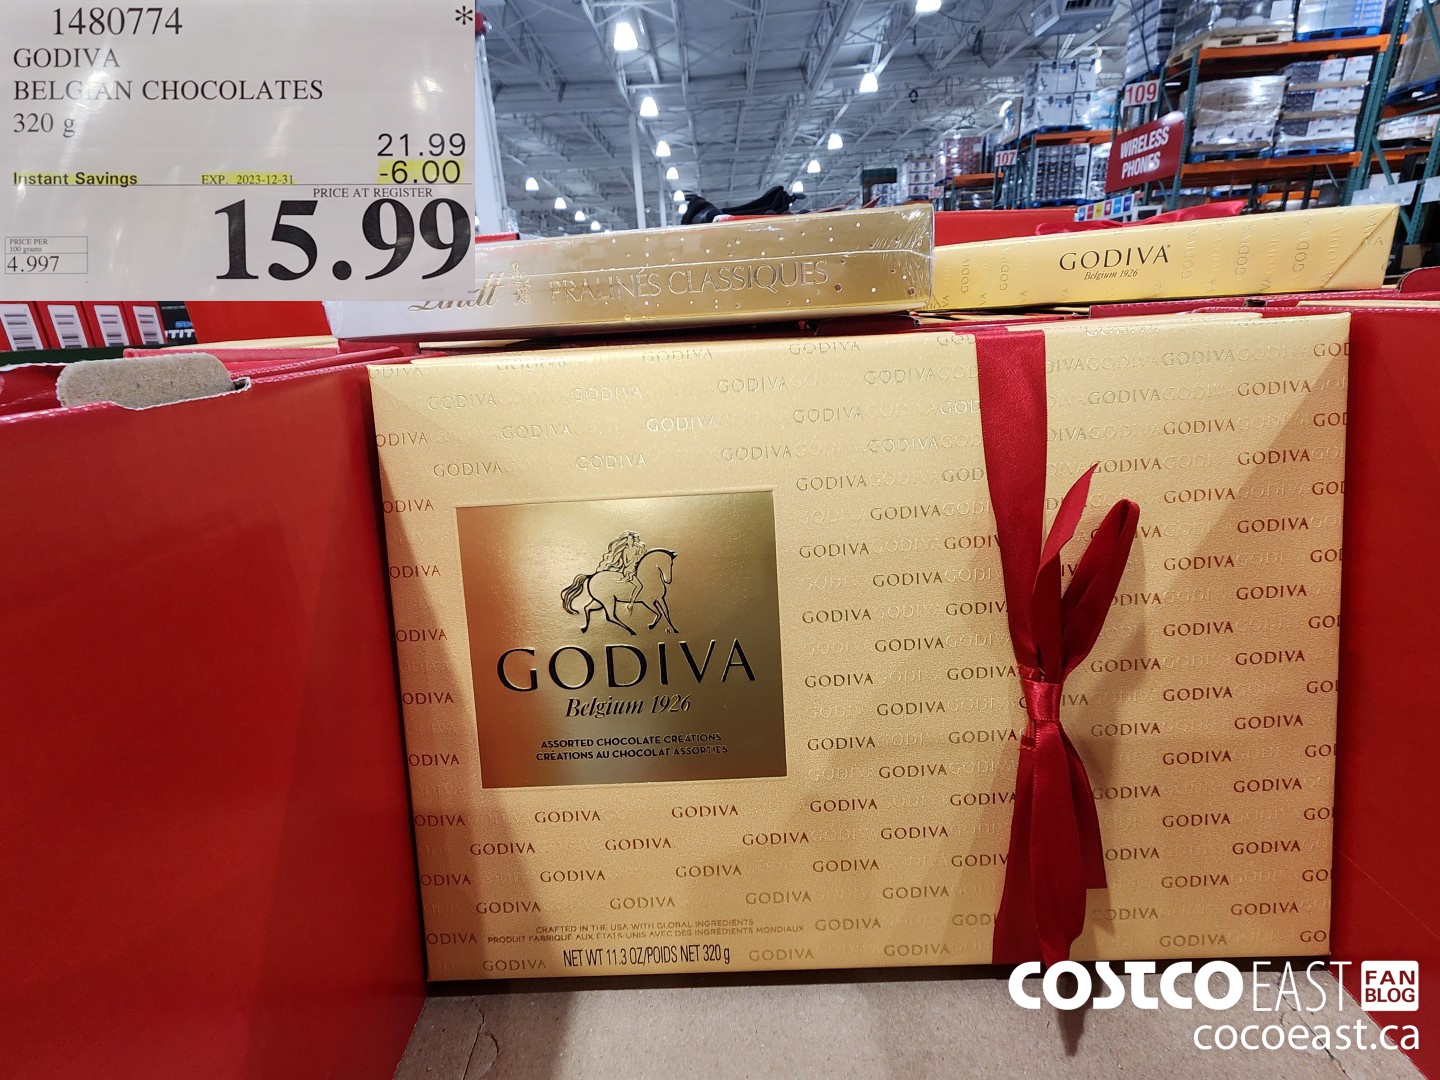 1480774 *
GODIVA
BELGIAN CHOCOLATES
320 g
21.99
Instant Savings EXP. 2023-12-31 -6.00
PRICE AT REGISTER
15.99
PRICE PER
100 grams
4.997
109
107
WIRELESS
PHONES
Lindt PRALINÉS CLASSIQUES
GODIVA
Belgium 1926
GODIVA
Belgium 1926
ASSORTED CHOCOLATE CREATIONS
CRÉATIONS AU CHOCOLAT ASSORTIES
CRAFTED IN THE USA WITH GLOBAL INGREDIENTS
PRODUIT FABRIQUÉ AUX ÉTATS-UNIS AVEC DES INGRÉDIENTS MONDIAUX
NET WT 11.3 OZ/POIDS NET 320 g
COSTCO EAST FAN BLOG
cocoeast.ca